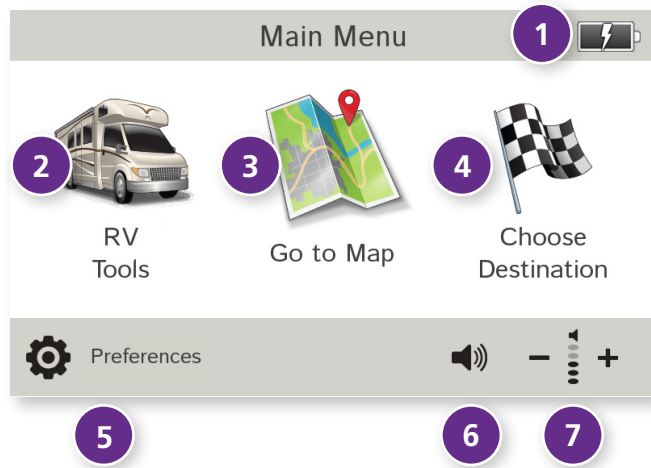 Main Menu
1
2
3
4
RV
Tools
Go to Map
Choose
Destination
Preferences
− +
5
6
7